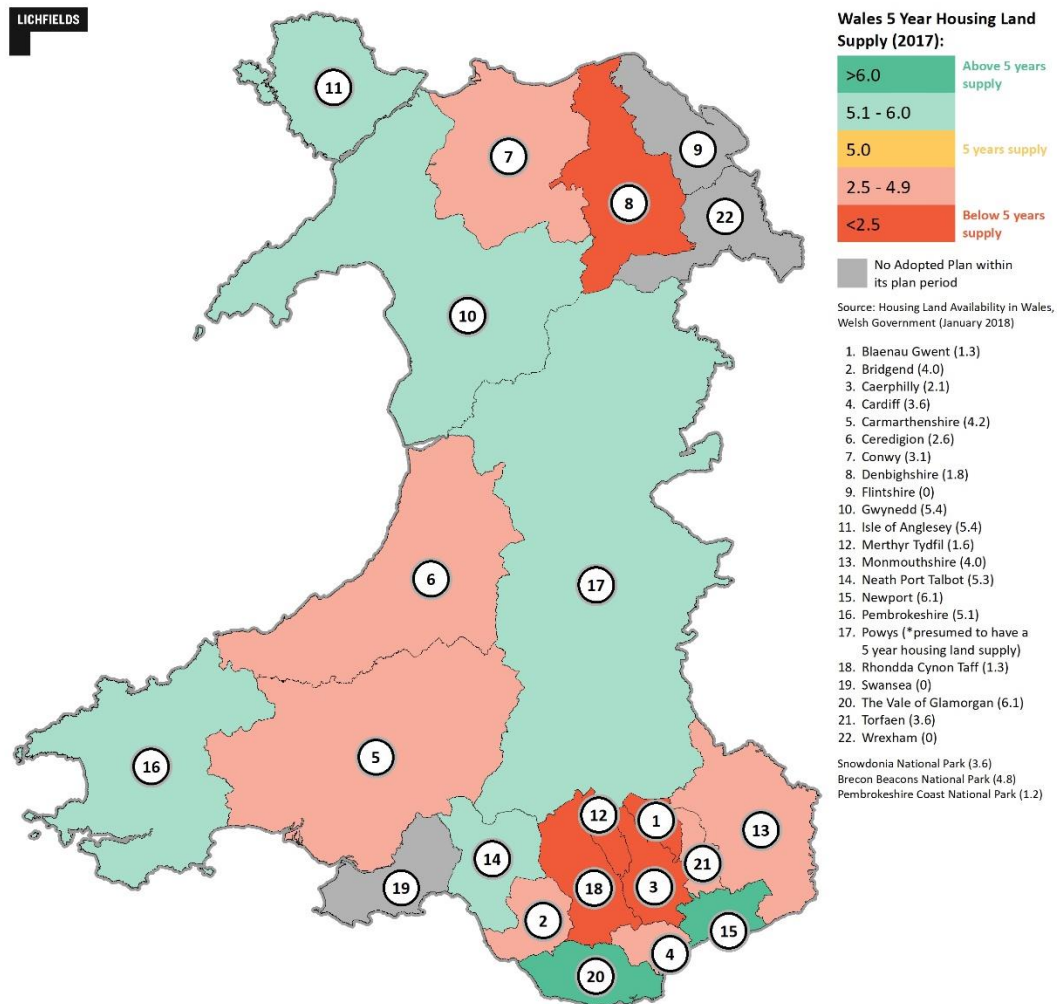 LICHFIELDS
Wales 5 Year Housing Land
Supply (2017):
>6.0
Above 5 years
supply
5.1 - 6.0
5.0
5 years supply
2.5 - 4.9
<2.5
Below 5 years
supply
No Adopted Plan within
its plan period
Source: Housing Land Availability in Wales,
Welsh Government (January 2018)
1. Blaenau Gwent (1.3)
2. Bridgend (4.0)
3. Caerphilly (2.1)
4. Cardiff (3.6)
5. Carmarthenshire (4.2)
6. Ceredigion (2.6)
7. Conwy (3.1)
8. Denbighshire (1.8)
9. Flintshire (0)
10. Gwynedd (5.4)
11. Isle of Anglesey (5.4)
12. Merthyr Tydfil (1.6)
13. Monmouthshire (4.0)
14. Neath Port Talbot (5.3)
15. Newport (6.1)
16. Pembrokeshire (5.1)
17. Powys (*presumed to have a
5 year housing land supply)
18. Rhondda Cynon Taff (1.3)
19. Swansea (0)
20. The Vale of Glamorgan (6.1)
21. Torfaen (3.6)
22. Wrexham (0)
Snowdonia National Park (3.6)
Brecon Beacons National Park (4.8)
Pembrokeshire Coast National Park (1.2)
11
7
9
8
22
10
6
17
16
5
12
1
13
14
21
19
18
3
2
15
4
20